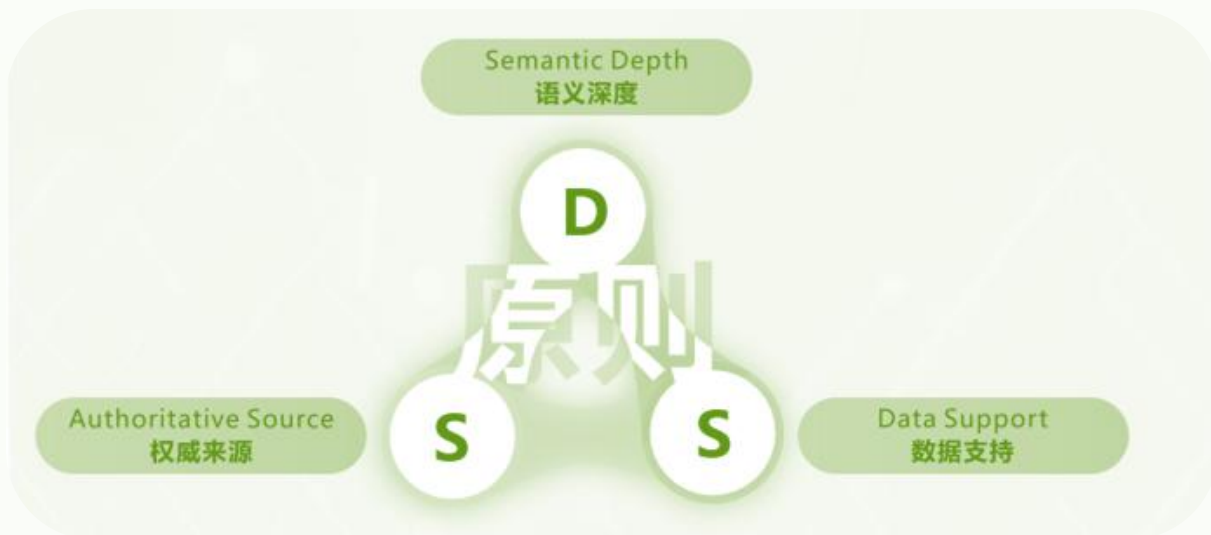 Semantic Depth
语义深度
D
原则
Authoritative Source
权威来源
S
S
Data Support
数据支持